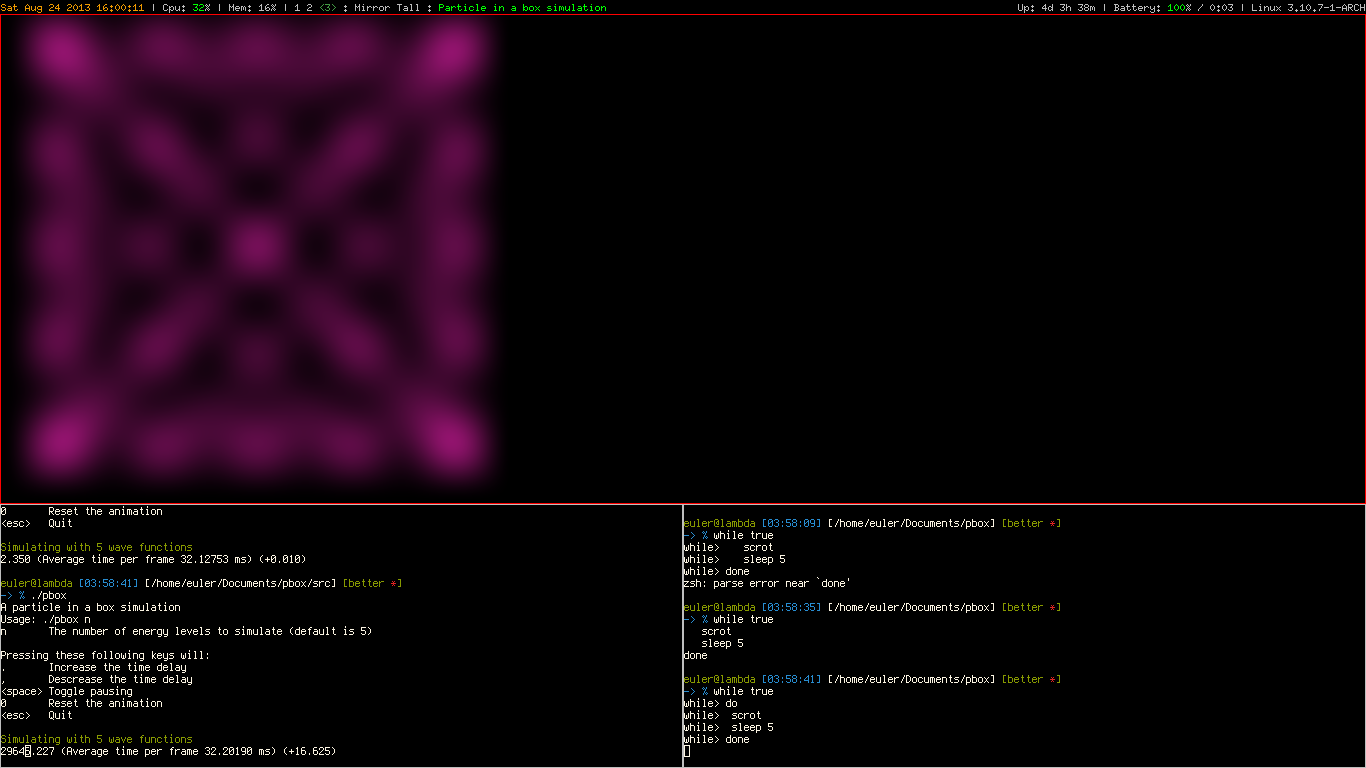 Sat Aug 24 2013 16:00:11 | Cpu: 32% | Mem: 16% | 1 2 <3> : Mirror Tall : Particle in a box simulation
Up: 4d 3h 38m | Battery: 100% / 0:03 | Linux 3.10.7-1-ARCH
0       Reset the animation
<esc>   Quit
Simulating with 5 wave functions
2.350 (Average time per frame 32.12753 ms) (+0.010)
euler@lambda [03:58:41] [/home/euler/Documents/pbox/src] [better *]
-> % ./pbox
A particle in a box simulation
Usage: ./pbox n
n       The number of energy levels to simulate (default is 5)
Pressing these following keys will:
.       Increase the time delay
,       Descrease the time delay
<space> Toggle pausing
0       Reset the animation
<esc>   Quit
Simulating with 5 wave functions
29645.227 (Average time per frame 32.20190 ms) (+16.625)
euler@lambda [03:58:09] [/home/euler/Documents/pbox] [better *]
-> % while true
while>    scrot
while>    sleep 5
while> done
zsh: parse error near `done'
euler@lambda [03:58:35] [/home/euler/Documents/pbox] [better *]
-> % while true
   scrot
   sleep 5
done
euler@lambda [03:58:41] [/home/euler/Documents/pbox] [better *]
-> % while true
while> do
while>  scrot
while>  sleep 5
while> done